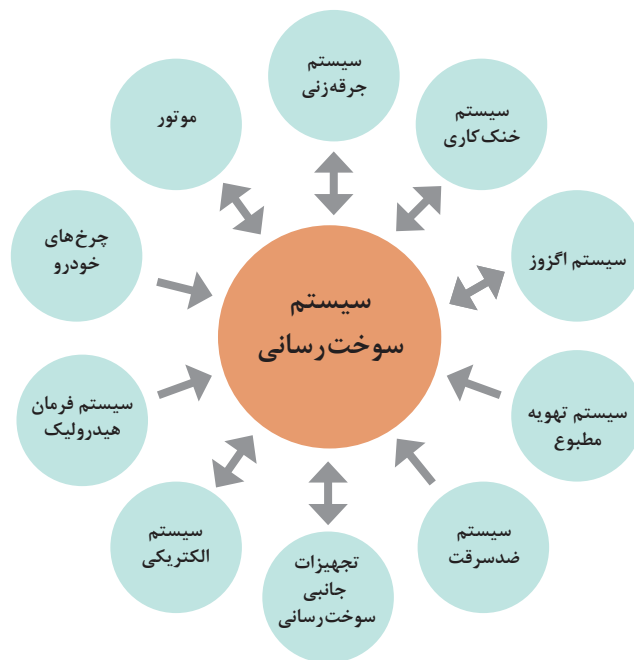 سیستم
جرقه‌زنی
سیستم
خنک‌کاری
سیستم اگزوز
سیستم تهویه
مطبوع
سیستم
ضدسرقت
تجهیزات
جانبی
سوخت‌رسانی
سیستم
الکتریکی
سیستم فرمان
هیدرولیک
چرخ‌های
خودرو
موتور
سیستم
سوخت‌رسانی